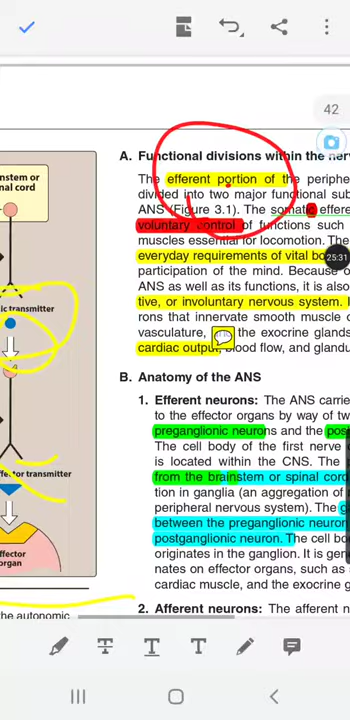 42
A. Functional divisions within the ner
The efferent portion of the periphe
divided into two major functional sub
ANS (Figure 3.1). The somatic effere
voluntary control of functions such
muscles essential for locomotion. The
everyday requirements of vital bo
25:31
participation of the mind. Because o
ANS as well as its functions, it is also
tive, or involuntary nervous system. I
rons that innervate smooth muscle o
vasculature, the exocrine glands
cardiac output, blood flow, and glandu
B. Anatomy of the ANS
1. Efferent neurons: The ANS carrie
to the effector organs by way of tw
preganglionic neurons and the pos
The cell body of the first nerve
is located within the CNS. The
from the brainstem or spinal cord
tion in ganglia (an aggregation of
peripheral nervous system). The g
between the preganglionic neuron
postganglionic neuron. The cell bo
originates in the ganglion. It is gen
nates on effector organs, such as
cardiac muscle, and the exocrine g
2. Afferent neurons: The afferent n
nstem or
nal cord
ic transmitter
ffector transmitter
ffector
organ
he autonomic
T T T